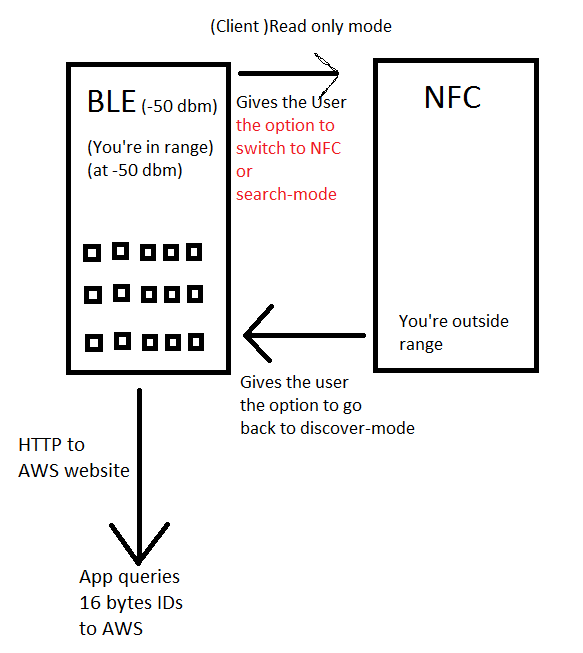 (Client )Read only mode
BLE (-50 dbm)
(You're in range)
(at -50 dbm)
Gives the User
the option to
switch to NFC
or
search-mode
NFC
You're outside
range
Gives the user
the option to go
back to discover-mode
HTTP to
AWS website
App queries
16 bytes IDs
to AWS